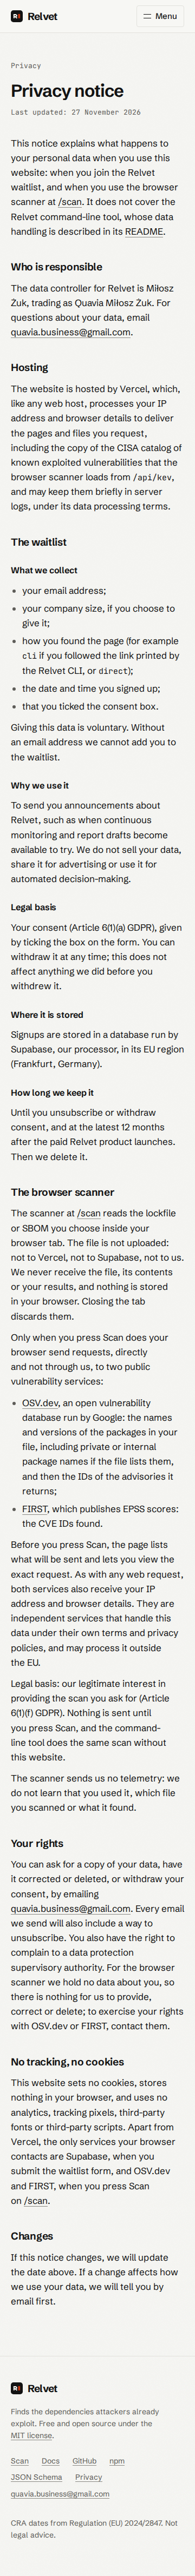 Relvet
Menu
Privacy
Privacy notice
Last updated: 27 November 2026
This notice explains what happens to
your personal data when you use this
website: when you join the Relvet
waitlist, and when you use the browser
scanner at /scan. It does not cover the
Relvet command-line tool, whose data
handling is described in its README.
Who is responsible
The data controller for Relvet is Miłosz
Żuk, trading as Quavia Miłosz Żuk. For
questions about your data, email
quavia.business@gmail.com.
Hosting
The website is hosted by Vercel, which,
like any web host, processes your IP
address and browser details to deliver
the pages and files you request,
including the copy of the CISA catalog of
known exploited vulnerabilities that the
browser scanner loads from /api/kev,
and may keep them briefly in server
logs, under its data processing terms.
The waitlist
What we collect
• your email address;
• your company size, if you choose to
give it;
• how you found the page (for example
cli if you followed the link printed by
the Relvet CLI, or direct);
• the date and time you signed up;
• that you ticked the consent box.
Giving this data is voluntary. Without
an email address we cannot add you to
the waitlist.
Why we use it
To send you announcements about
Relvet, such as when continuous
monitoring and report drafts become
available to try. We do not sell your data,
share it for advertising or use it for
automated decision-making.
Legal basis
Your consent (Article 6(1)(a) GDPR), given
by ticking the box on the form. You can
withdraw it at any time; this does not
affect anything we did before you
withdrew it.
Where it is stored
Signups are stored in a database run by
Supabase, our processor, in its EU region
(Frankfurt, Germany).
How long we keep it
Until you unsubscribe or withdraw
consent, and at the latest 12 months
after the paid Relvet product launches.
Then we delete it.
The browser scanner
The scanner at /scan reads the lockfile
or SBOM you choose inside your
browser tab. The file is not uploaded:
not to Vercel, not to Supabase, not to us.
We never receive the file, its contents
or your results, and nothing is stored
in your browser. Closing the tab
discards them.
Only when you press Scan does your
browser send requests, directly
and not through us, to two public
vulnerability services:
• OSV.dev, an open vulnerability
database run by Google: the names
and versions of the packages in your
file, including private or internal
package names if the file lists them,
and then the IDs of the advisories it
returns;
• FIRST, which publishes EPSS scores:
the CVE IDs found.
Before you press Scan, the page lists
what will be sent and lets you view the
exact request. As with any web request,
both services also receive your IP
address and browser details. They are
independent services that handle this
data under their own terms and privacy
policies, and may process it outside
the EU.
Legal basis: our legitimate interest in
providing the scan you ask for (Article
6(1)(f) GDPR). Nothing is sent until
you press Scan, and the command-
line tool does the same scan without
this website.
The scanner sends us no telemetry: we
do not learn that you used it, which file
you scanned or what it found.
Your rights
You can ask for a copy of your data, have
it corrected or deleted, or withdraw your
consent, by emailing
quavia.business@gmail.com. Every email
we send will also include a way to
unsubscribe. You also have the right to
complain to a data protection
supervisory authority. For the browser
scanner we hold no data about you, so
there is nothing for us to provide,
correct or delete; to exercise your rights
with OSV.dev or FIRST, contact them.
No tracking, no cookies
This website sets no cookies, stores
nothing in your browser, and uses no
analytics, tracking pixels, third-party
fonts or third-party scripts. Apart from
Vercel, the only services your browser
contacts are Supabase, when you
submit the waitlist form, and OSV.dev
and FIRST, when you press Scan
on /scan.
Changes
If this notice changes, we will update
the date above. If a change affects how
we use your data, we will tell you by
email first.
Relvet
Finds the dependencies attackers already
exploit. Free and open source under the
MIT license.
Scan Docs GitHub npm
JSON Schema Privacy
quavia.business@gmail.com
CRA dates from Regulation (EU) 2024/2847. Not
legal advice.